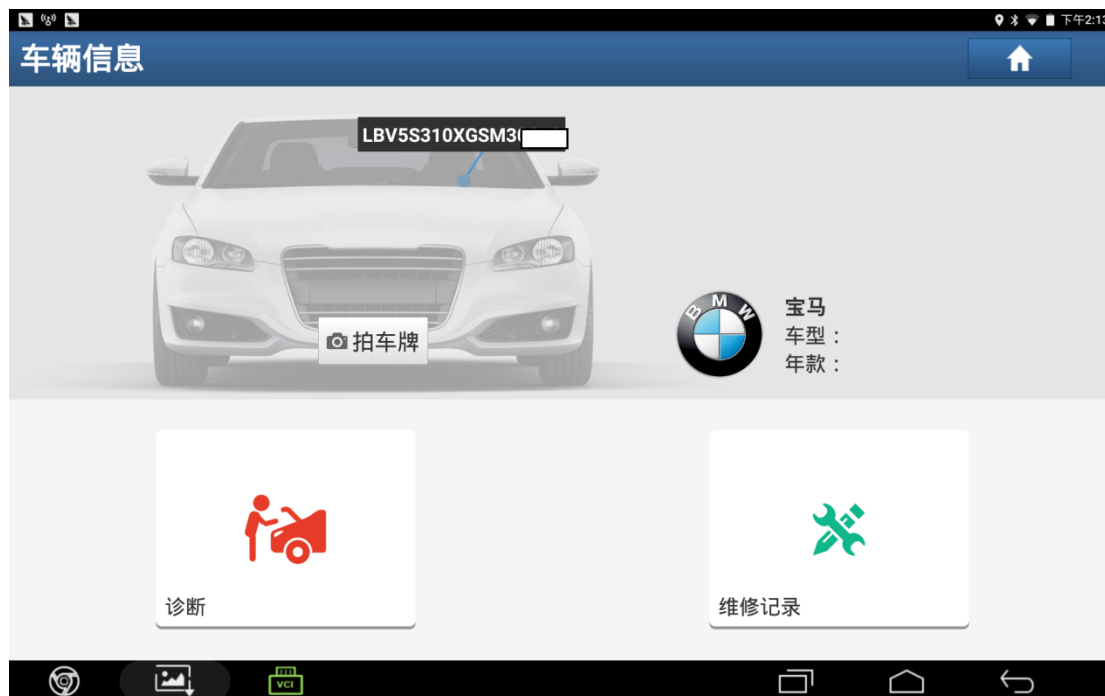 下午2:13
车辆信息
LBV5S310XGSM3
拍车牌
BMW
宝马
车型：
年款：
诊断
维修记录
VCI